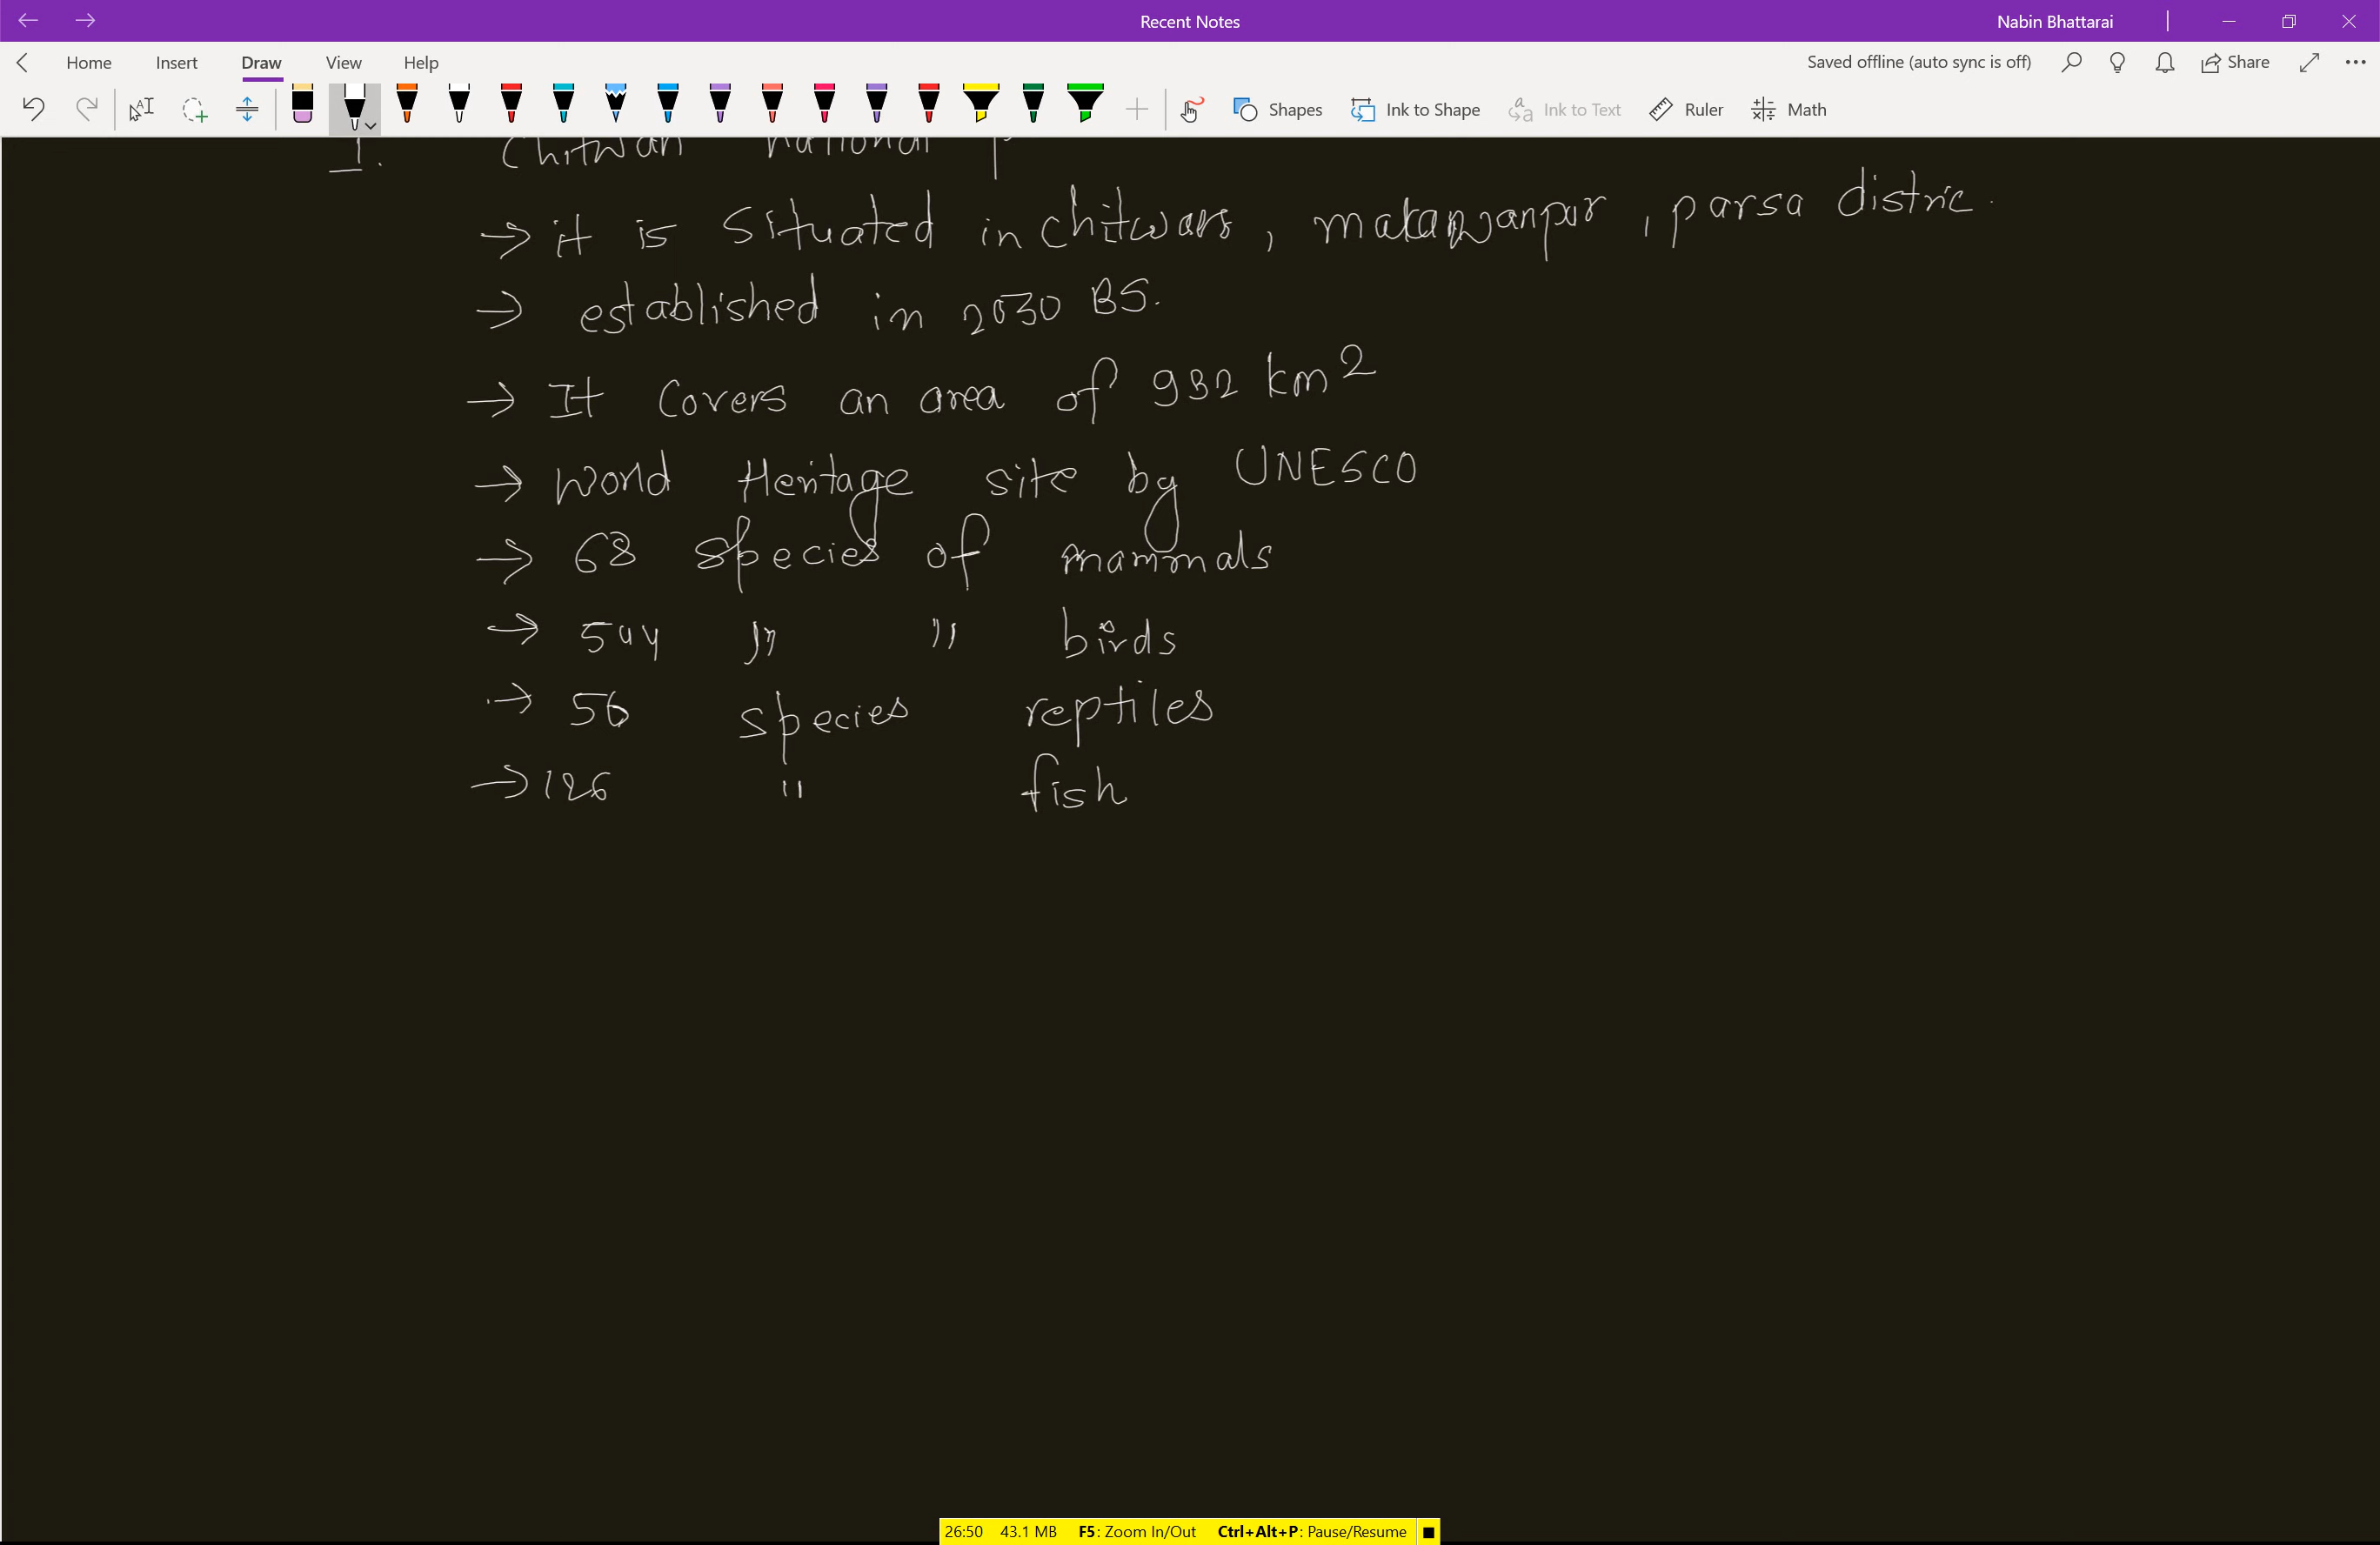 Recent Notes Nabin Bhattarai
Home Insert Draw View Help Saved offline (auto sync is off) Share
Shapes Ink to Shape Ink to Text Ruler Math
1. Chitwan national p
→ it is situated in chitwans, makawanpur, parsa distric.
→ established in 2030 BS.
→ It covers an area of 932 km²
→ World Heritage site by UNESCO
→ 68 species of mammals
→ 544 " " birds
→ 56 species reptiles
→ 126 " fish
26:50 43.1 MB F5: Zoom In/Out Ctrl+Alt+P: Pause/Resume